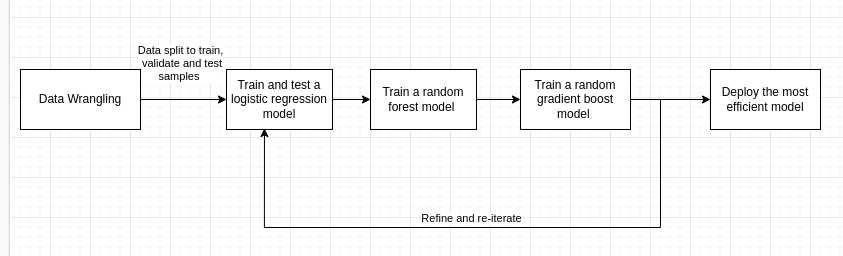 Data split to train,
validate and test
samples
Data Wrangling
Train and test a
logistic regression
model
Train a random
forest model
Train a random
gradient boost
model
Deploy the most
efficient model
Refine and re-iterate